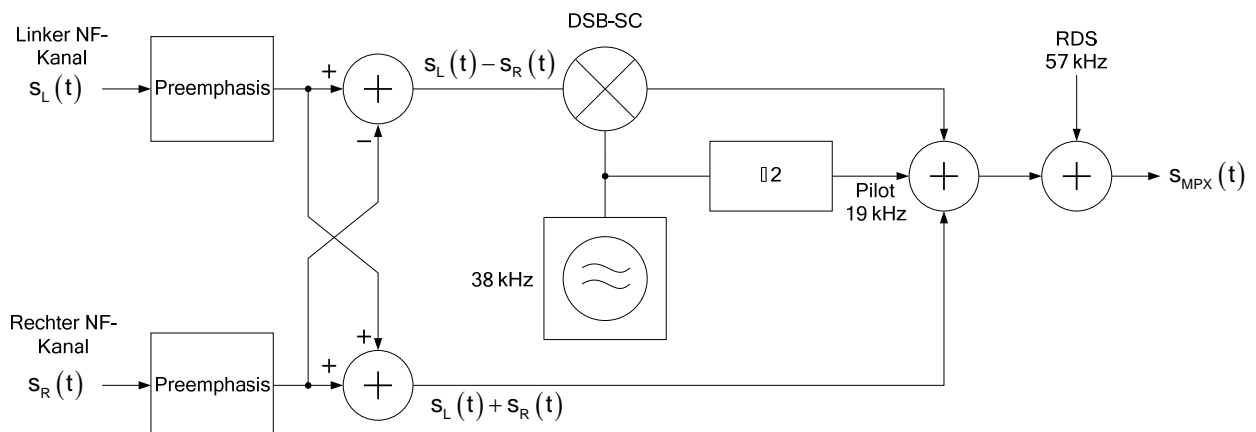 DSB-SC
Linker NF-
Kanal
s_L(t)
Preemphasis
+
+
−
s_L(t) − s_R(t)
RDS
57 kHz
2
Pilot
19 kHz
+
+
s_MPX(t)
38 kHz
Rechter NF-
Kanal
s_R(t)
Preemphasis
+
+
+
s_L(t) + s_R(t)